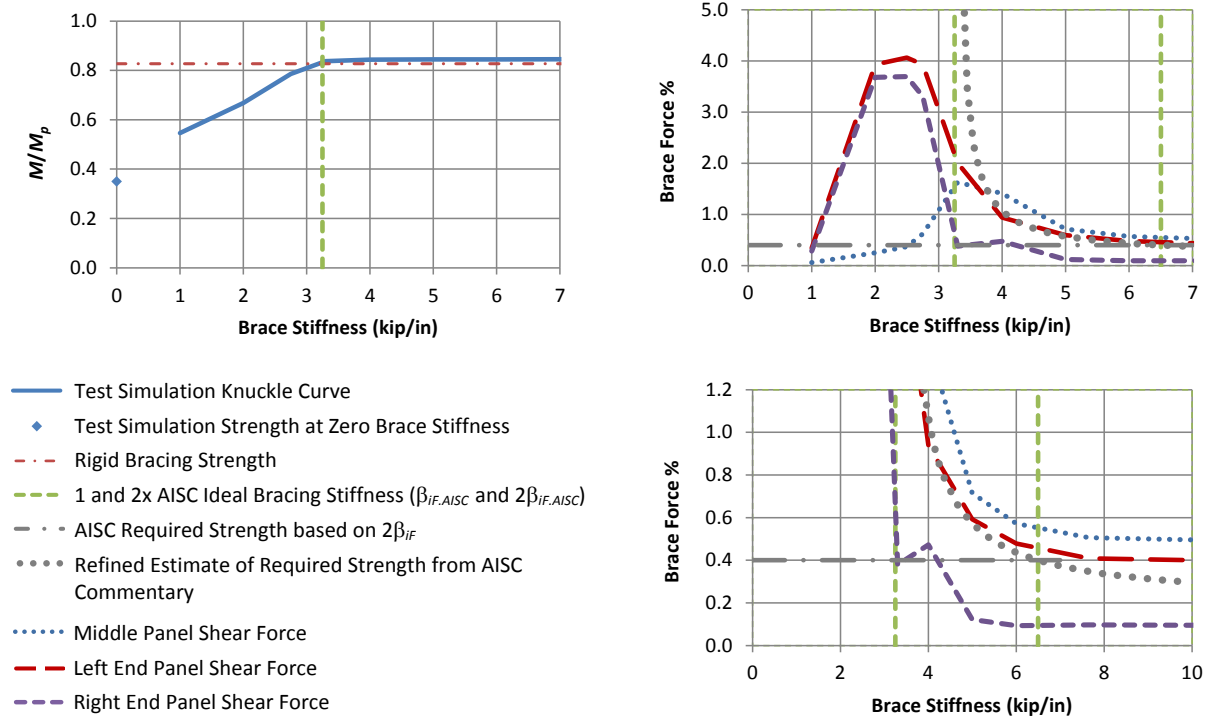 1.0
0.8
0.6
0.4
0.2
0.0
M/Mp
0 1 2 3 4 5 6 7
Brace Stiffness (kip/in)
5.0
4.0
3.0
2.0
1.0
0.0
Brace Force %
0 1 2 3 4 5 6 7
Brace Stiffness (kip/in)
Test Simulation Knuckle Curve
Test Simulation Strength at Zero Brace Stiffness
Rigid Bracing Strength
1 and 2x AISC Ideal Bracing Stiffness (βiF.AISC and 2βiF.AISC)
AISC Required Strength based on 2βiF
Refined Estimate of Required Strength from AISC
Commentary
Middle Panel Shear Force
Left End Panel Shear Force
Right End Panel Shear Force
1.2
1.0
0.8
0.6
0.4
0.2
0.0
Brace Force %
0 2 4 6 8 10
Brace Stiffness (kip/in)